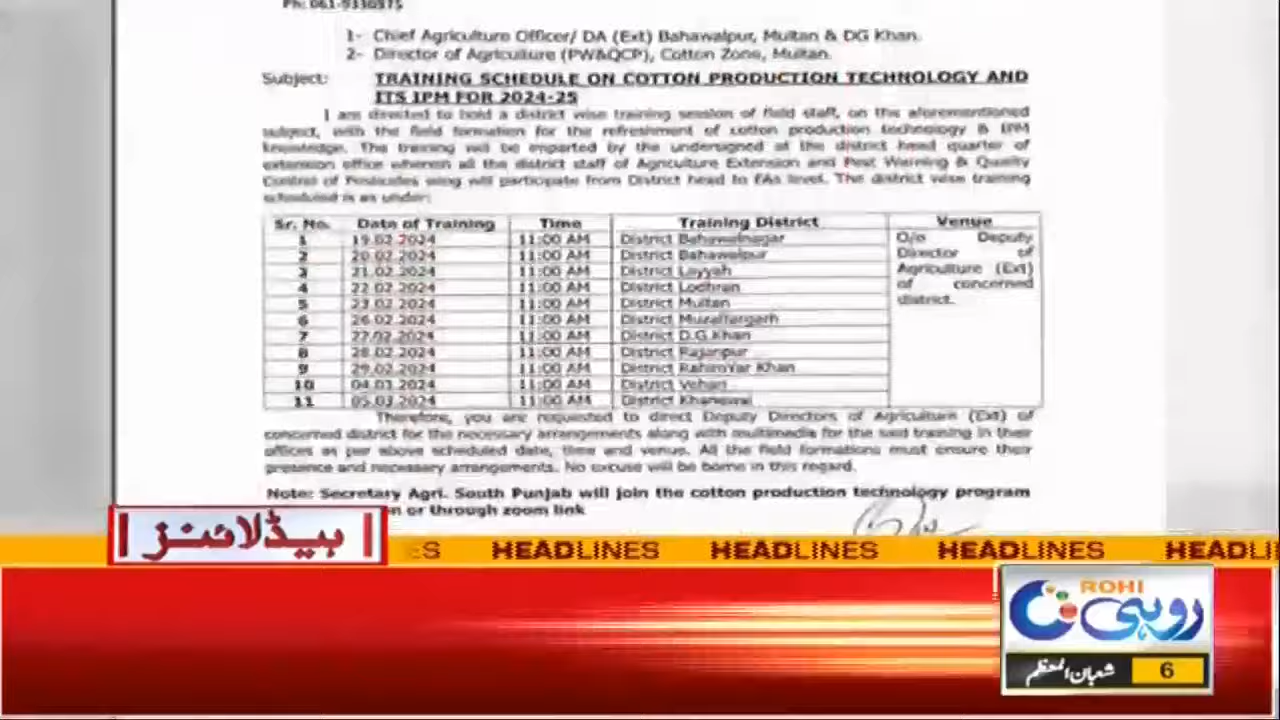 Ph: 061-9330375
1- Chief Agriculture Officer/ DA (Ext) Bahawalpur, Multan & DG Khan.
2- Director of Agriculture (PW&QCP), Cotton Zone, Multan.
Subject: TRAINING SCHEDULE ON COTTON PRODUCTION TECHNOLOGY AND
ITS IPM FOR 2024-25
I am directed to hold a district wise training session of field staff, on the aforementioned
subject, with the field formation for the refreshment of cotton production technology & IPM
knowledge. The training will be imparted by the undersigned at the district head quarter of
extension office wherein all the district staff of Agriculture Extension and Pest Warning & Quality
Control of Pesticides wing will participate from District head to FAs level. The district wise training
scheduled is as under:
Sr. No. Date of Training Time Training District Venue
1 19.02.2024 11:00 AM District Bahawalnagar O/o Deputy
2 20.02.2024 11:00 AM District Bahawalpur Director of
3 21.02.2024 11:00 AM District Layyah Agriculture (Ext)
4 22.02.2024 11:00 AM District Lodhran of concerned
5 23.02.2024 11:00 AM District Multan district.
6 26.02.2024 11:00 AM District Muzaffargarh
7 27.02.2024 11:00 AM District D.G.Khan
8 28.02.2024 11:00 AM District Rajanpur
9 29.02.2024 11:00 AM District RahimYar Khan
10 04.03.2024 11:00 AM District Vehari
11 05.03.2024 11:00 AM District Khanewal
Therefore, you are requested to direct Deputy Directors of Agriculture (Ext) of
concerned district for the necessary arrangements along with multimedia for the said training in their
offices as per above scheduled date, time and venue. All the field formations must ensure their
presence and necessary arrangements. No excuse will be borne in this regard.
Note: Secretary Agri. South Punjab will join the cotton production technology program
n or through zoom link
ہیڈلائنز
ES HEADLINES HEADLINES HEADLINES HEADLI
ROHI
روہی
شعبان المعظم 6